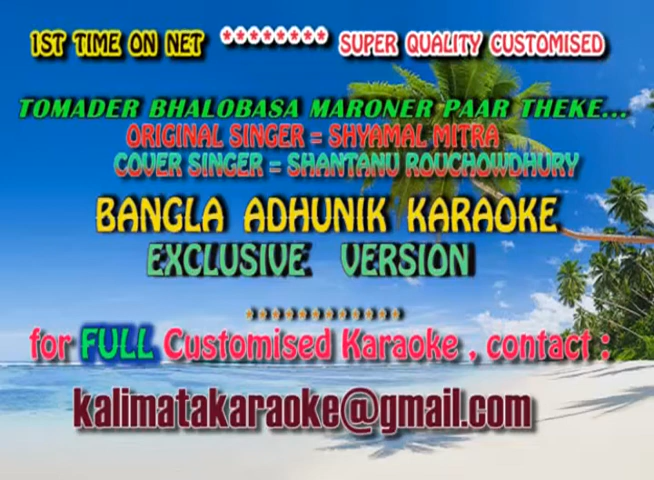 1ST TIME ON NET ******** SUPER QUALITY CUSTOMISED
TOMADER BHALOBASA MARONER PAAR THEKE...
ORIGINAL SINGER = SHYAMAL MITRA
COVER SINGER = SHANTANU ROUCHOWDHURY
BANGLA ADHUNIK KARAOKE
EXCLUSIVE VERSION
************
for FULL Customised Karaoke , contact :
kalimatakaraoke@gmail.com